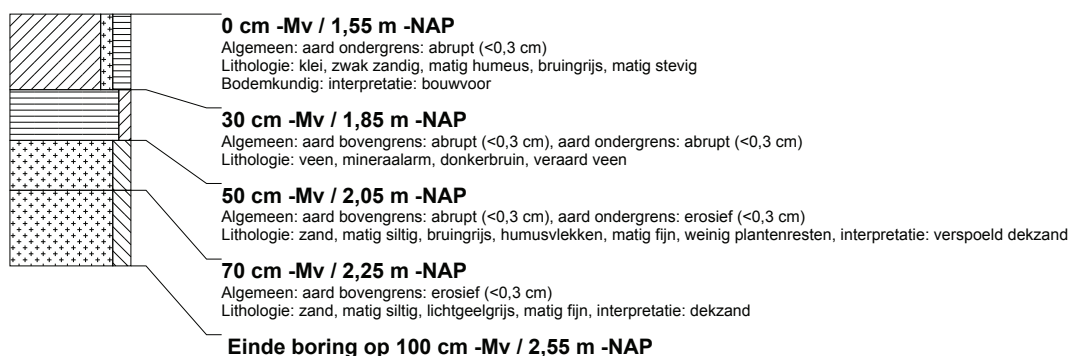 0 cm -Mv / 1,55 m -NAP
Algemeen: aard ondergrens: abrupt (<0,3 cm)
Lithologie: klei, zwak zandig, matig humeus, bruingrijs, matig stevig
Bodemkundig: interpretatie: bouwvoor
30 cm -Mv / 1,85 m -NAP
Algemeen: aard bovengrens: abrupt (<0,3 cm), aard ondergrens: abrupt (<0,3 cm)
Lithologie: veen, mineraalarm, donkerbruin, veraard veen
50 cm -Mv / 2,05 m -NAP
Algemeen: aard bovengrens: abrupt (<0,3 cm), aard ondergrens: erosief (<0,3 cm)
Lithologie: zand, matig siltig, bruingrijs, humusvlekken, matig fijn, weinig plantenresten, interpretatie: verspoeld dekzand
70 cm -Mv / 2,25 m -NAP
Algemeen: aard bovengrens: erosief (<0,3 cm)
Lithologie: zand, matig siltig, lichtgeelgrijs, matig fijn, interpretatie: dekzand
Einde boring op 100 cm -Mv / 2,55 m -NAP